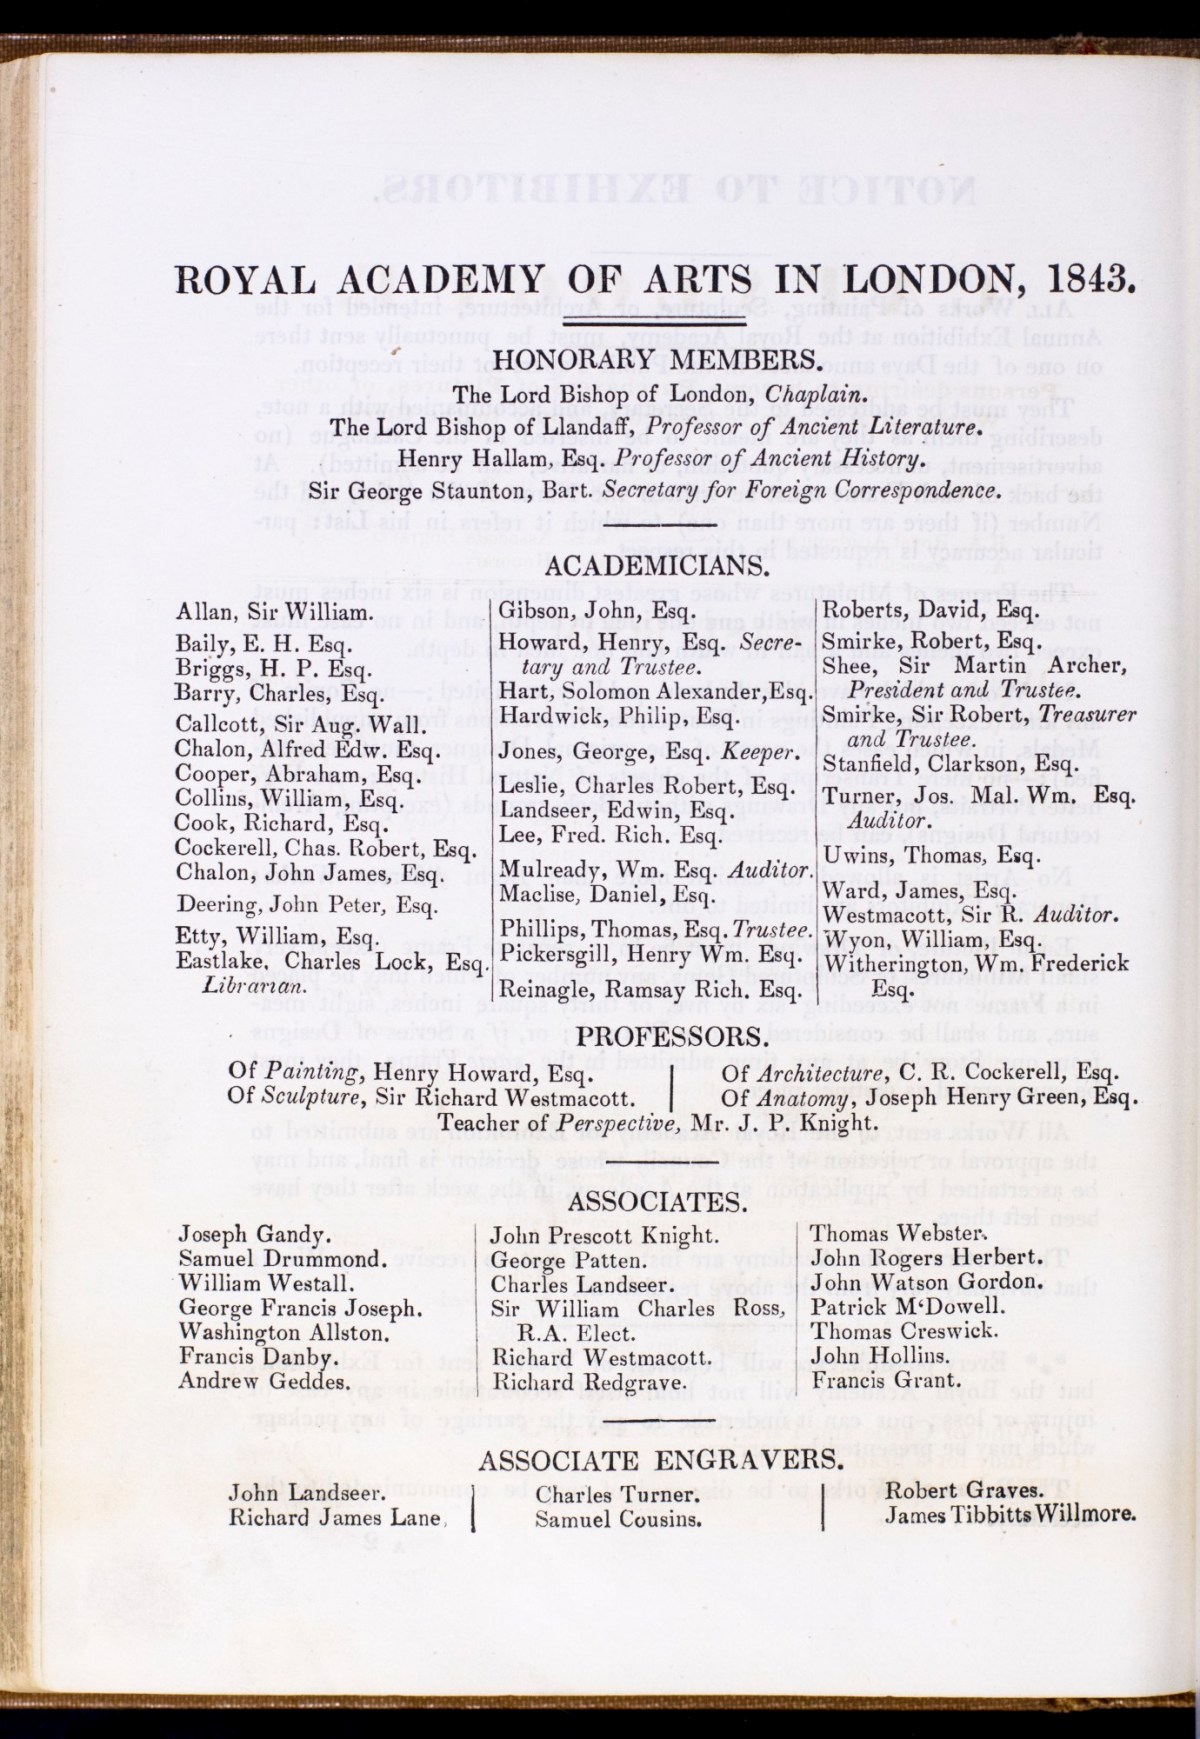 ROYAL ACADEMY OF ARTS IN LONDON, 1843.
HONORARY MEMBERS.
The Lord Bishop of London, Chaplain.
The Lord Bishop of Llandaff, Professor of Ancient Literature.
Henry Hallam, Esq. Professor of Ancient History.
Sir George Staunton, Bart. Secretary for Foreign Correspondence.
ACADEMICIANS.
Allan, Sir William.
Baily, E. H. Esq.
Briggs, H. P. Esq.
Barry, Charles, Esq.
Callcott, Sir Aug. Wall.
Chalon, Alfred Edw. Esq.
Cooper, Abraham, Esq.
Collins, William, Esq.
Cook, Richard, Esq.
Cockerell, Chas. Robert, Esq.
Chalon, John James, Esq.
Deering, John Peter, Esq.
Etty, William, Esq.
Eastlake, Charles Lock, Esq.
Librarian.
Gibson, John, Esq.
Howard, Henry, Esq. Secre-
tary and Trustee.
Hart, Solomon Alexander, Esq.
Hardwick, Philip, Esq.
Jones, George, Esq. Keeper.
Leslie, Charles Robert, Esq.
Landseer, Edwin, Esq.
Lee, Fred. Rich. Esq.
Mulready, Wm. Esq. Auditor.
Maclise, Daniel, Esq.
Phillips, Thomas, Esq. Trustee.
Pickersgill, Henry Wm. Esq.
Reinagle, Ramsay Rich. Esq.
Roberts, David, Esq.
Smirke, Robert, Esq.
Shee, Sir Martin Archer,
President and Trustee.
Smirke, Sir Robert, Treasurer
and Trustee.
Stanfield, Clarkson, Esq.
Turner, Jos. Mal. Wm. Esq.
Auditor.
Uwins, Thomas, Esq.
Ward, James, Esq.
Westmacott, Sir R. Auditor.
Wyon, William, Esq.
Witherington, Wm. Frederick
Esq.
PROFESSORS.
Of Painting, Henry Howard, Esq.
Of Sculpture, Sir Richard Westmacott.
Of Architecture, C. R. Cockerell, Esq.
Of Anatomy, Joseph Henry Green, Esq.
Teacher of Perspective, Mr. J. P. Knight.
ASSOCIATES.
Joseph Gandy.
Samuel Drummond.
William Westall.
George Francis Joseph.
Washington Allston.
Francis Danby.
Andrew Geddes.
John Prescott Knight.
George Patten.
Charles Landseer.
Sir William Charles Ross,
R.A. Elect.
Richard Westmacott.
Richard Redgrave.
Thomas Webster.
John Rogers Herbert.
John Watson Gordon.
Patrick M'Dowell.
Thomas Creswick.
John Hollins.
Francis Grant.
ASSOCIATE ENGRAVERS.
John Landseer.
Richard James Lane.
Charles Turner.
Samuel Cousins.
Robert Graves.
James Tibbitts Willmore.